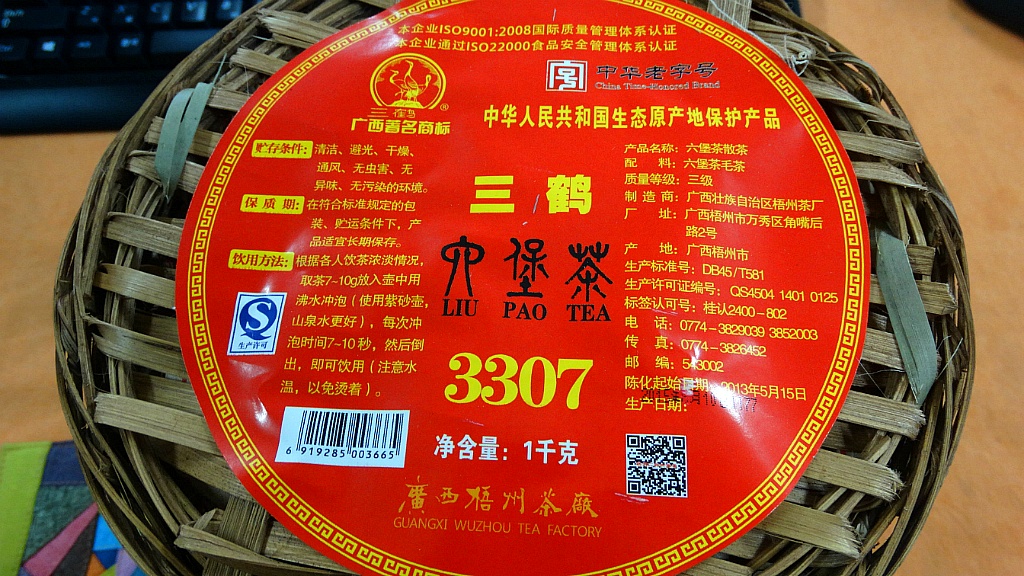 本企业ISO9001:2008国际质量管理体系认证
本企业通过ISO22000食品安全管理体系认证
三鹤
®
广西著名商标
中华老字号
China Time-Honored Brand
中华人民共和国生态原产地保护产品
贮存条件:清洁、避光、干燥、
通风、无虫害、无
异味、无污染的环境。
保质期:在符合标准规定的包
装、贮运条件下，产
品适宜长期保存。
饮用方法:根据各人饮茶浓淡情况，
取茶7-10g放入壶中用
沸水冲泡（使用紫砂壶，
山泉水更好），每次冲
泡时间7-10秒，然后倒
出，即可饮用（注意水
温，以免烫着）。
生产许可
6 919285 003665
三鹤
六堡茶
LIU PAO TEA
3307
净含量：1千克
廣西梧州茶廠
GUANGXI WUZHOU TEA FACTORY
产品名称：六堡茶散茶
配料：六堡茶毛茶
质量等级：三级
制造商：广西壮族自治区梧州茶厂
厂址：广西梧州市万秀区角嘴后
路2号
产地：广西梧州市
生产标准号：DB45/T581
生产许可证编号：QS4504 1401 0125
标签认可号：桂认2400-802
电话：0774-3829039 3852003
传真：0774-3826452
邮编：543002
陈化起始日期：2013年5月15日
生产日期：